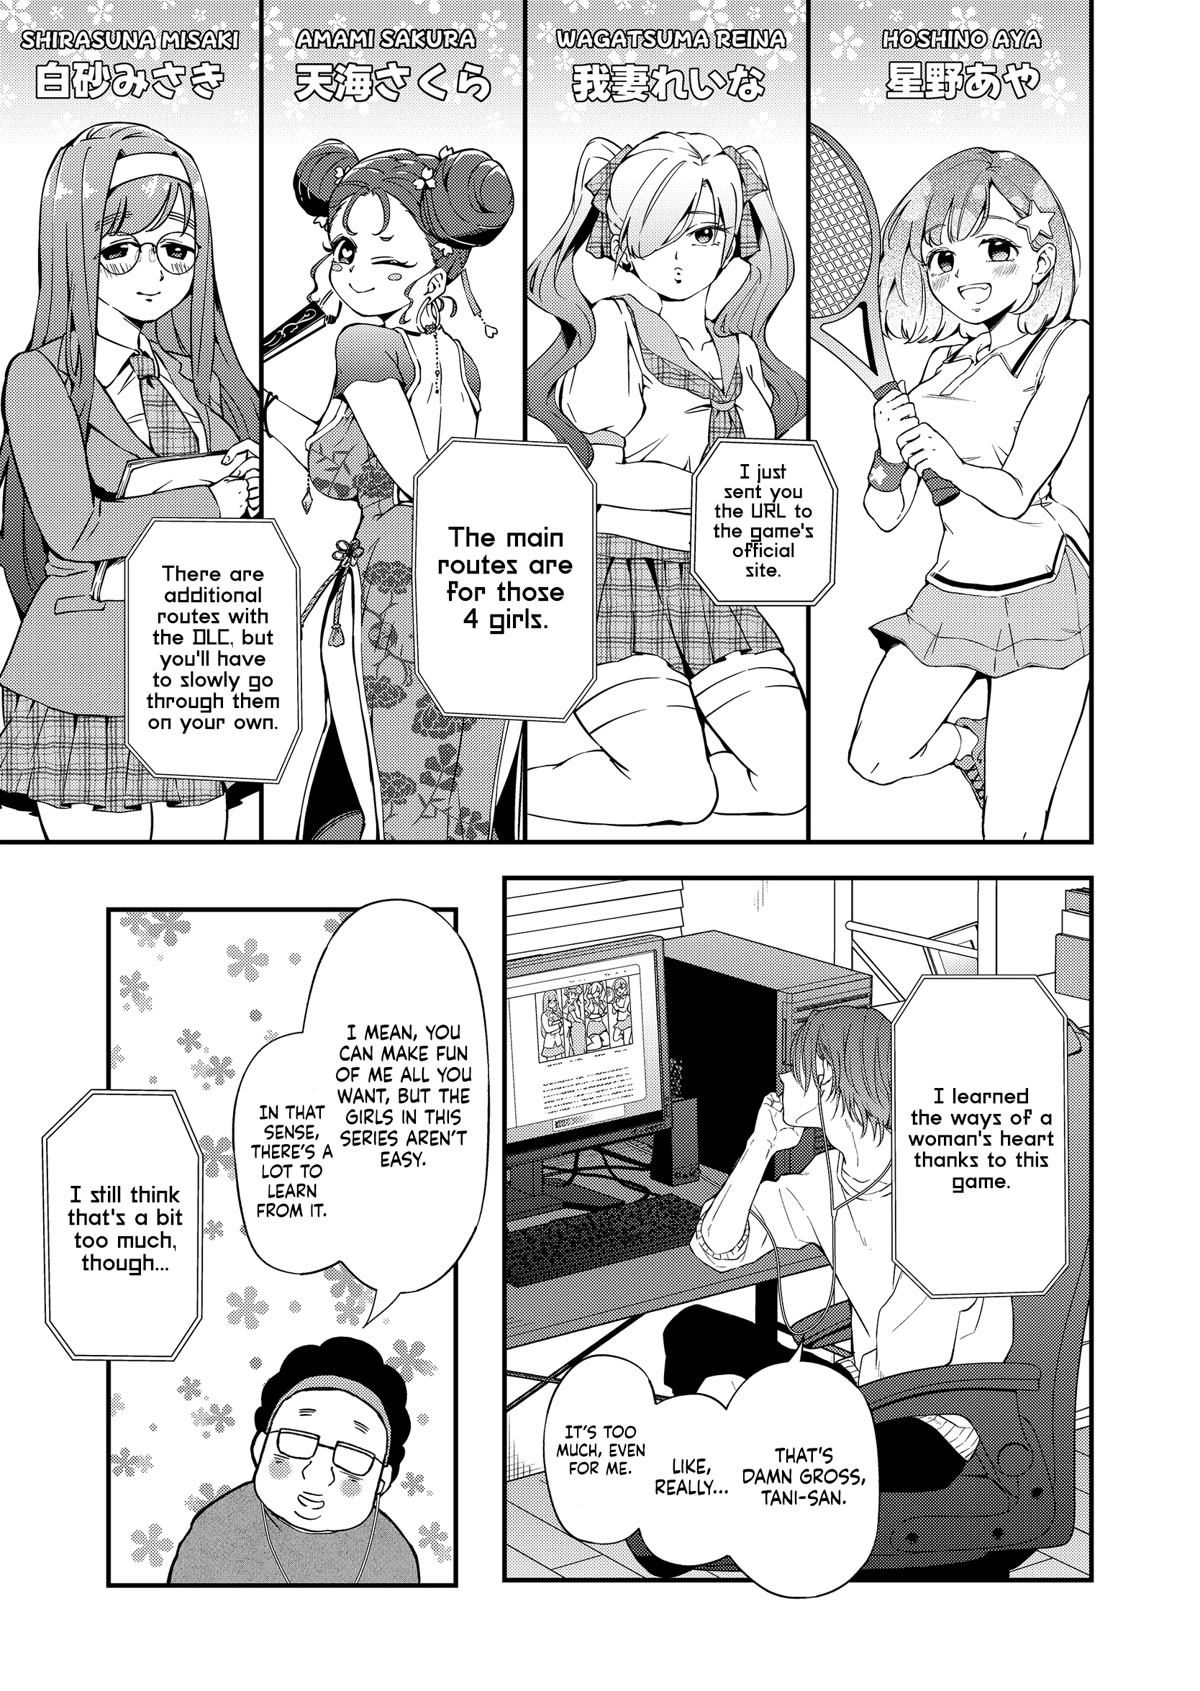 HOSHINO AYA
星野あや
WAGATSUMA REINA
我妻れいな
AMAMI SAKURA
天海さくら
SHIRASUNA MISAKI
白砂みさき
I just
sent you
the URL to
the game's
official
site.
The main
routes are
for those
4 girls.
There are
additional
routes with
the DLC, but
you'll have
to slowly go
through them
on your own.
I learned
the ways of a
woman's heart
thanks to this
game.
THAT'S
DAMN GROSS,
TANI-SAN.
LIKE,
REALLY...
IT'S TOO
MUCH, EVEN
FOR ME.
I MEAN, YOU
CAN MAKE FUN
OF ME ALL YOU
WANT, BUT THE
GIRLS IN THIS
SERIES AREN'T
EASY.
IN THAT
SENSE,
THERE'S A
LOT TO
LEARN
FROM IT.
I still think
that's a bit
too much,
though...